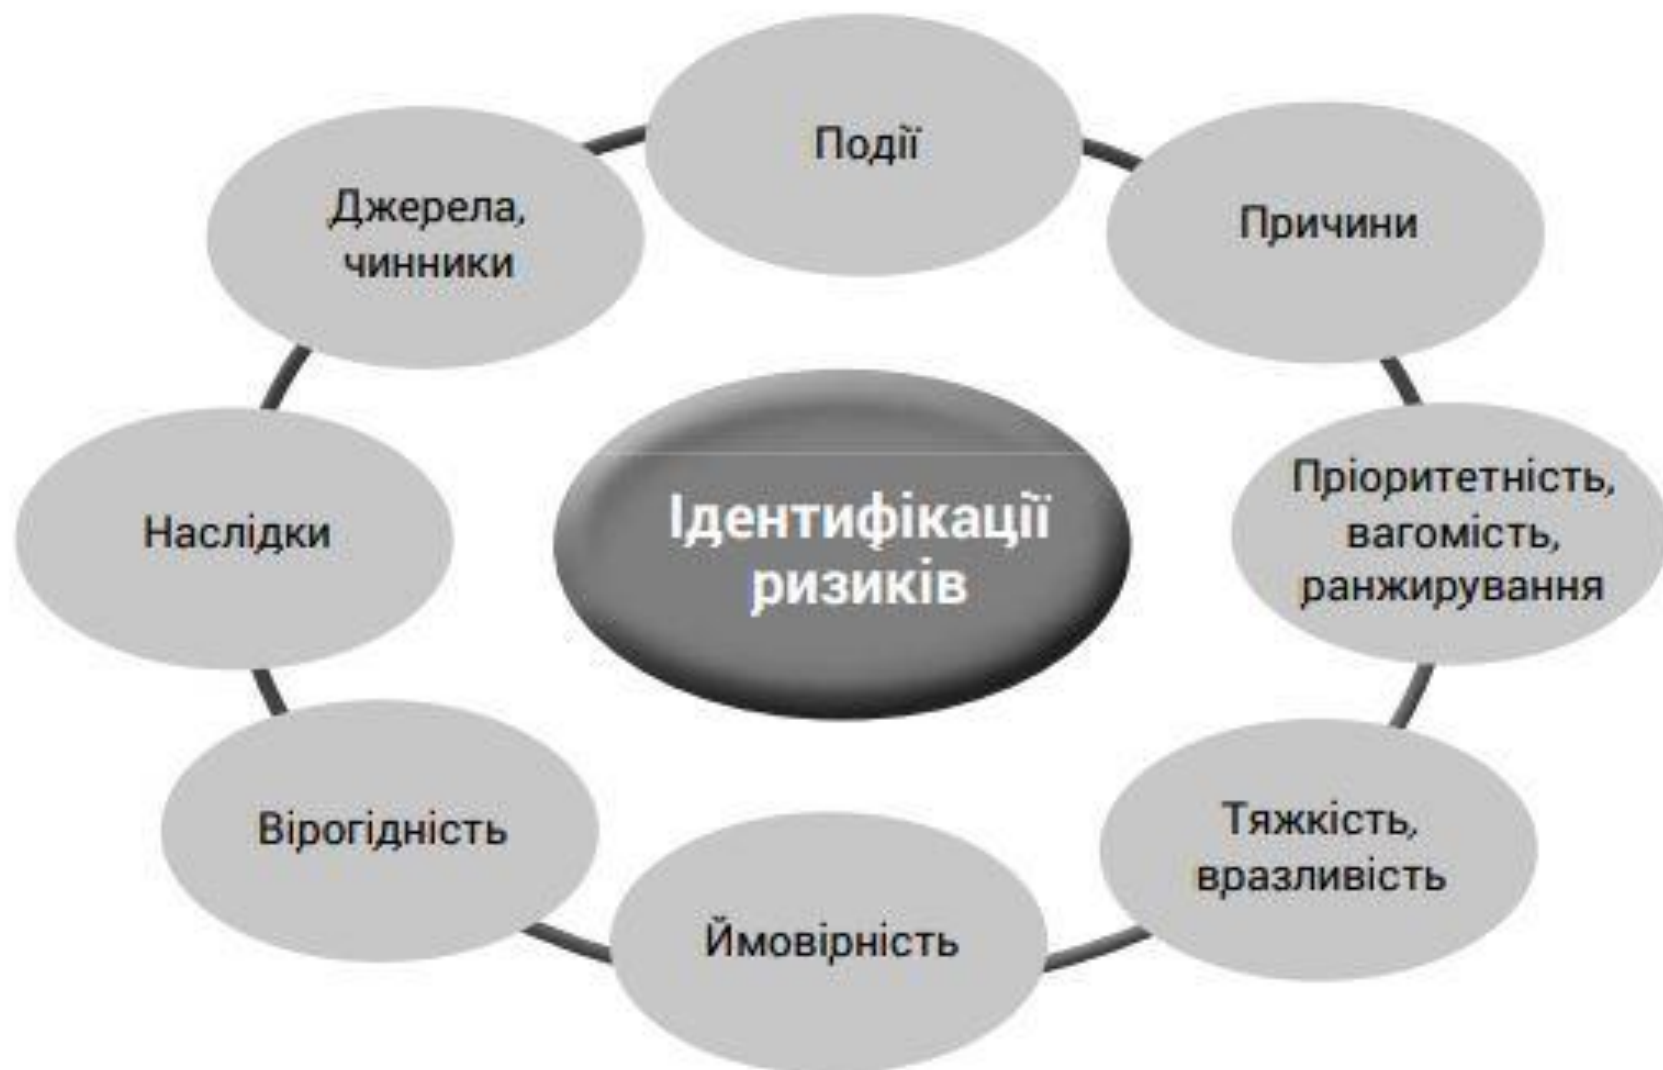 Події
Джерела,
чинники
Причини
Пріоритетність,
вагомість,
ранжирування
Ідентифікації
ризиків
Наслідки
Вірогідність
Тяжкість,
вразливість
Ймовірність